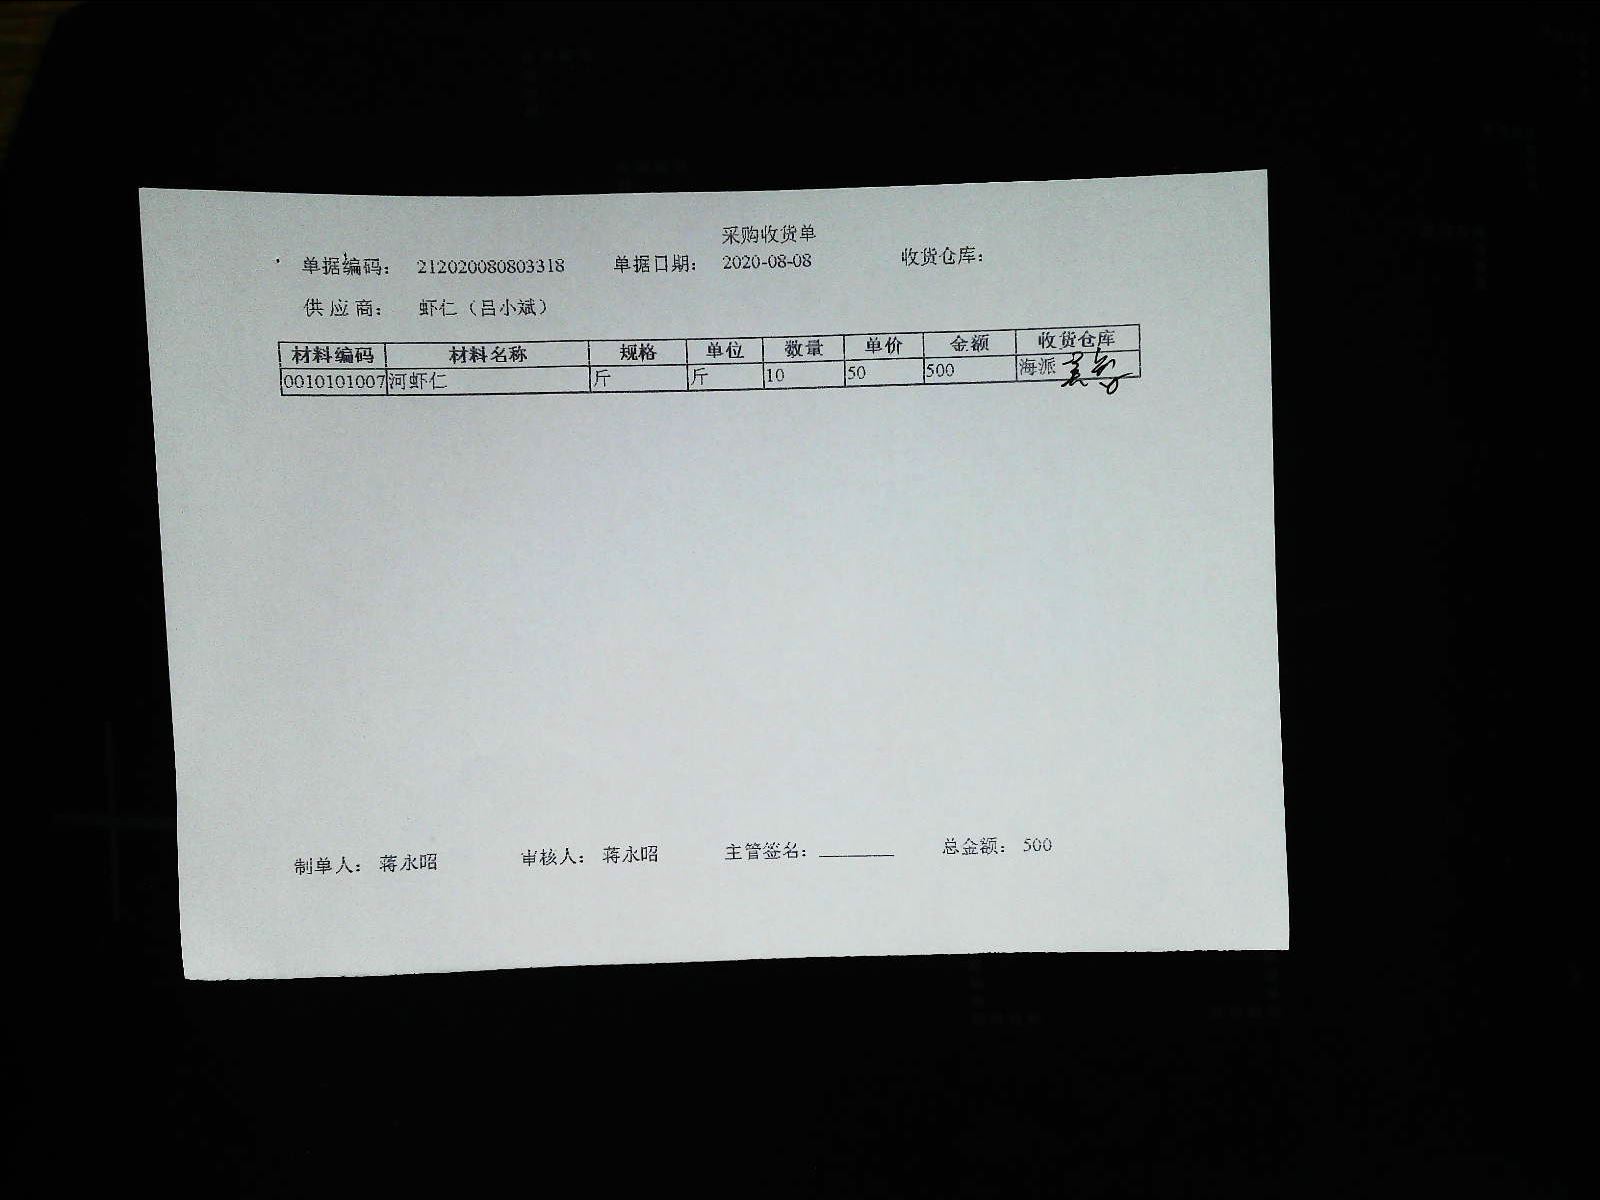 采购收货单
单据编码： 212020080803318 单据日期： 2020-08-08 收货仓库：
供应商： 虾仁（吕小斌）
材料编码 材料名称 规格 单位 数量 单价 金额 收货仓库
0010101007 河虾仁 斤 斤 10 50 500 海派
制单人： 蒋永昭 审核人： 蒋永昭 主管签名： 总金额： 500